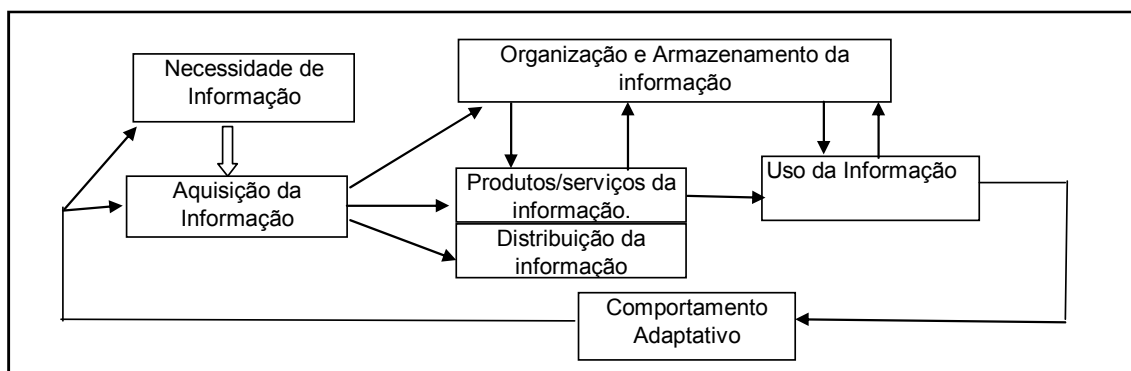 Necessidade de
Informação
Organização e Armazenamento da
informação
Aquisição da
Informação
Produtos/serviços da
informação.
Distribuição da
informação
Uso da Informação
Comportamento
Adaptativo